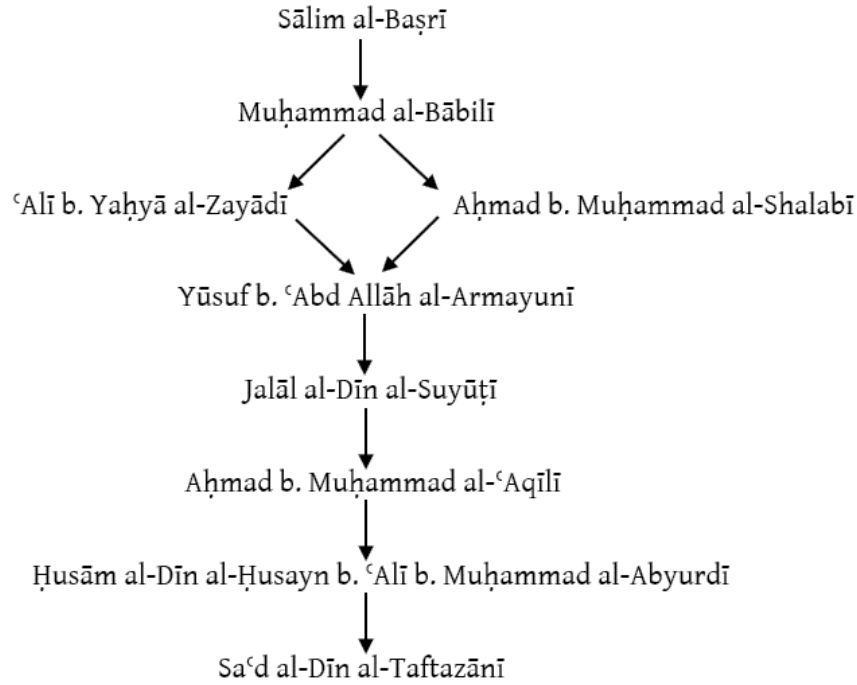 Sālim al-Baṣrī
Muḥammad al-Bābilī
ʿAlī b. Yaḥyā al-Zayādī
Aḥmad b. Muḥammad al-Shalabī
Yūsuf b. ʿAbd Allāh al-Armayunī
Jalāl al-Dīn al-Suyūṭī
Aḥmad b. Muḥammad al-ʿAqīlī
Ḥusām al-Dīn al-Ḥusayn b. ʿAlī b. Muḥammad al-Abyurdī
Saʿd al-Dīn al-Taftazānī